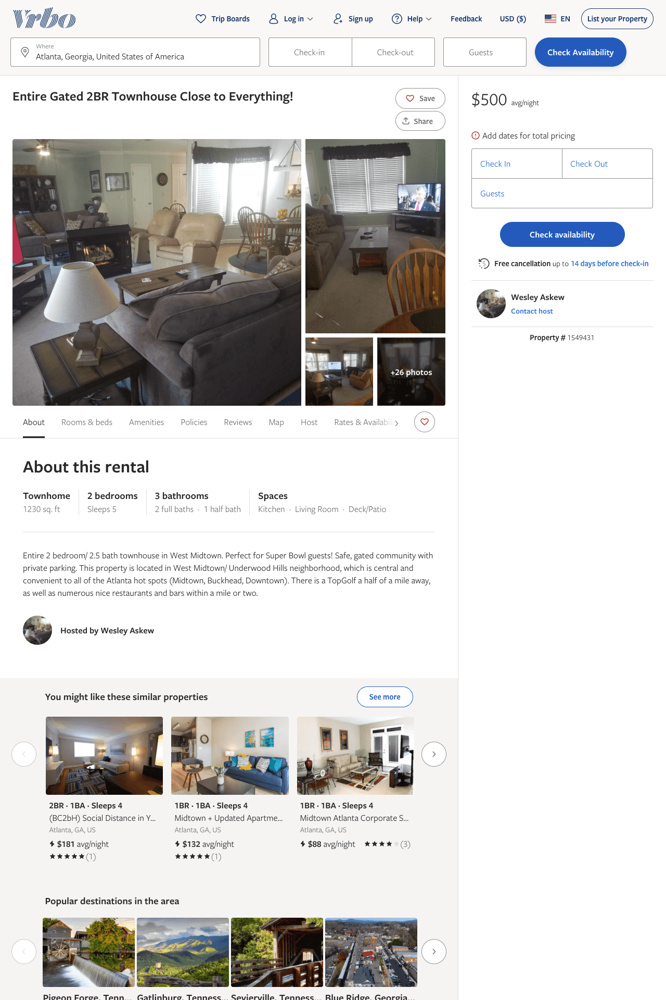 Vrbo
Trip Boards
Log in
Sign up
Help
Feedback
USD ($)
EN
List your Property
Where
Atlanta, Georgia, United States of America
Check-in
Check-out
Guests
Check Availability
Entire Gated 2BR Townhouse Close to Everything!
Save
Share
+26 photos
$500 avg/night
Add dates for total pricing
Check In
Check Out
Guests
Check availability
Free cancellation up to 14 days before check-in
Wesley Askew
Contact host
Property # 1549431
About
Rooms & beds
Amenities
Policies
Reviews
Map
Host
Rates & Availabili
About this rental
Townhome
1230 sq. ft
2 bedrooms
Sleeps 5
3 bathrooms
2 full baths · 1 half bath
Spaces
Kitchen · Living Room · Deck/Patio
Entire 2 bedroom/ 2.5 bath townhouse in West Midtown. Perfect for Super Bowl guests! Safe, gated community with
private parking. This property is located in West Midtown/ Underwood Hills neighborhood, which is central and
convenient to all of the Atlanta hot spots (Midtown, Buckhead, Downtown). There is a TopGolf a half of a mile away,
as well as numerous nice restaurants and bars within a mile or two.
Hosted by Wesley Askew
You might like these similar properties
See more
2BR · 1BA · Sleeps 4
(BC2bH) Social Distance in Y...
Atlanta, GA, US
$181 avg/night
(1)
1BR · 1BA · Sleeps 4
Midtown + Updated Apartme...
Atlanta, GA, US
$132 avg/night
(1)
1BR · 1BA · Sleeps 4
Midtown Atlanta Corporate S...
Atlanta, GA, US
$88 avg/night
(3)
Popular destinations in the area
Pigeon Forge, Tenn...
Gatlinburg, Tenness...
Sevierville, Tenness...
Blue Ridge, Georgia...